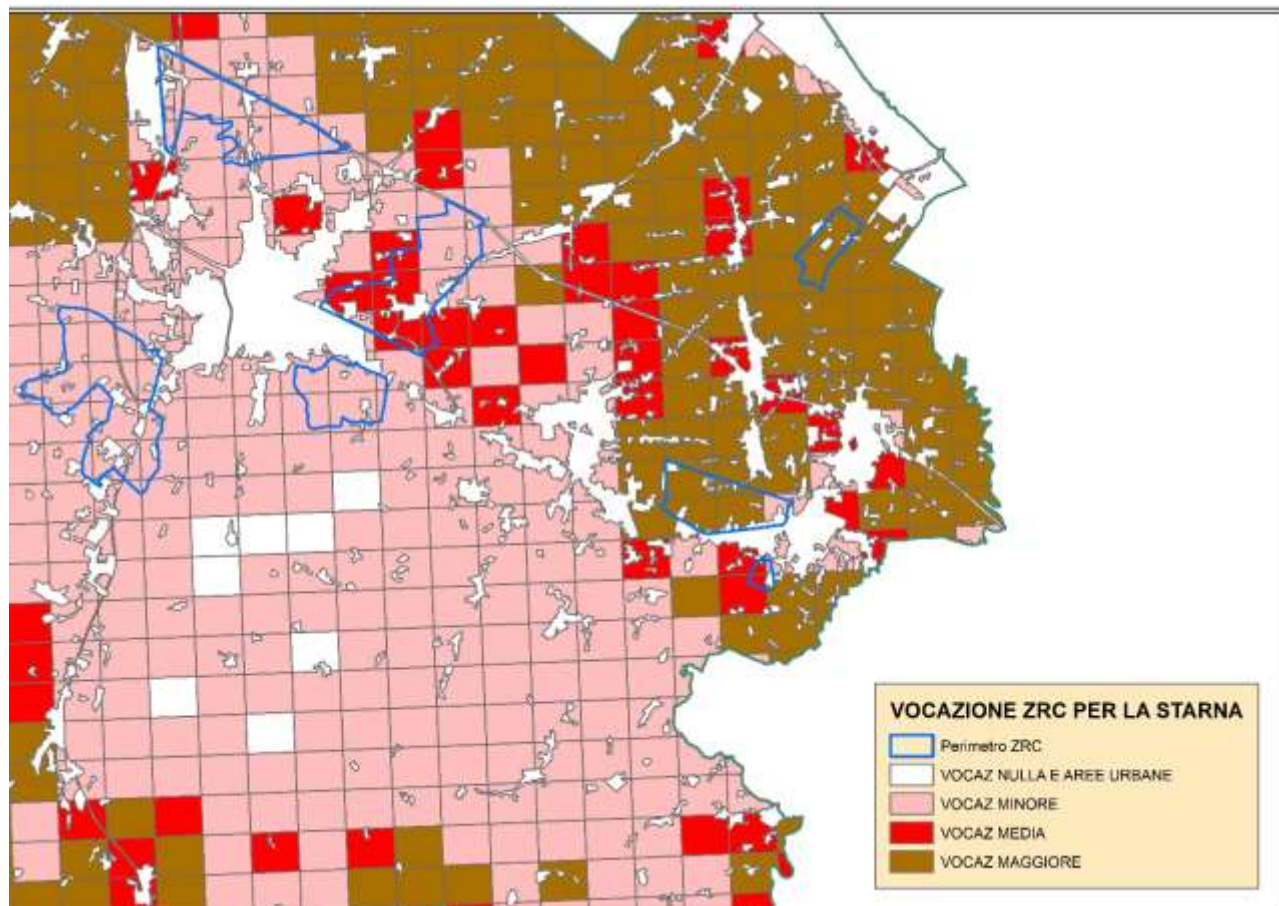 VOCAZIONE ZRC PER LA STARNA
Perimetro ZRC
VOCAZ NULLA E AREE URBANE
VOCAZ MINORE
VOCAZ MEDIA
VOCAZ MAGGIORE